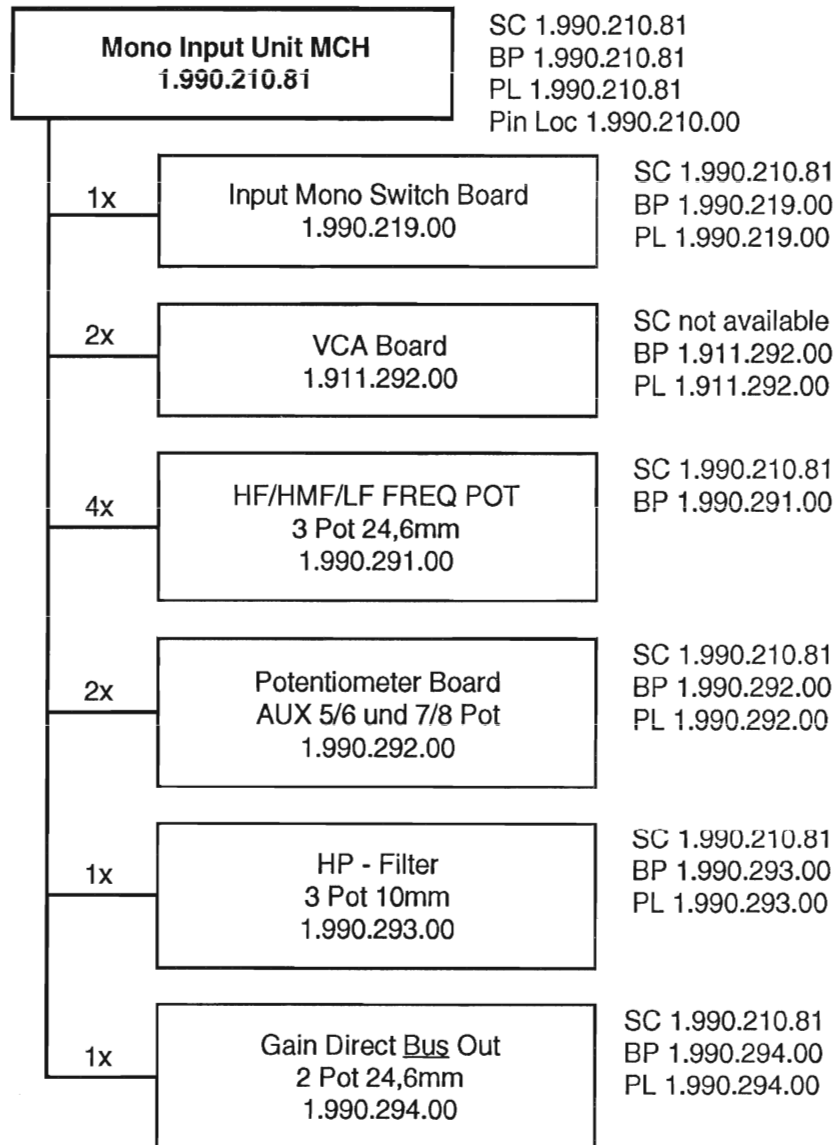 Mono Input Unit MCH
1.990.210.81
SC 1.990.210.81
BP 1.990.210.81
PL 1.990.210.81
Pin Loc 1.990.210.00
1x
Input Mono Switch Board
1.990.219.00
SC 1.990.210.81
BP 1.990.219.00
PL 1.990.219.00
2x
VCA Board
1.911.292.00
SC not available
BP 1.911.292.00
PL 1.911.292.00
4x
HF/HMF/LF FREQ POT
3 Pot 24,6mm
1.990.291.00
SC 1.990.210.81
BP 1.990.291.00
2x
Potentiometer Board
AUX 5/6 und 7/8 Pot
1.990.292.00
SC 1.990.210.81
BP 1.990.292.00
PL 1.990.292.00
1x
HP - Filter
3 Pot 10mm
1.990.293.00
SC 1.990.210.81
BP 1.990.293.00
PL 1.990.293.00
1x
Gain Direct Bus Out
2 Pot 24,6mm
1.990.294.00
SC 1.990.210.81
BP 1.990.294.00
PL 1.990.294.00